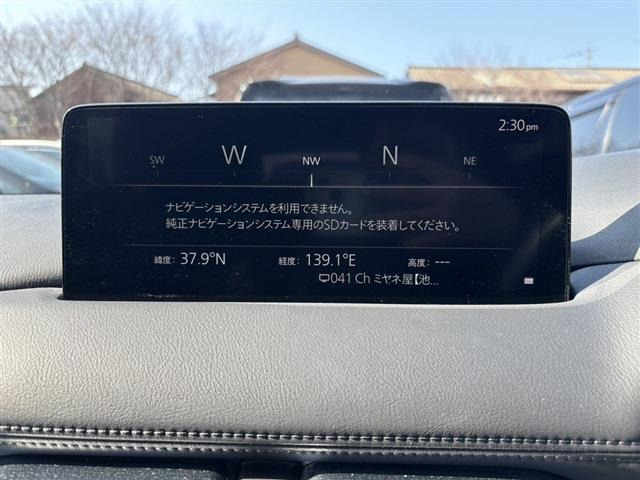 2:30pm
SW W NW N NE
ナビゲーションシステムを利用できません。
純正ナビゲーションシステム専用のSDカードを装着してください。
緯度: 37.9°N 経度: 139.1°E 高度: ---
041 Ch ミヤネ屋【池...